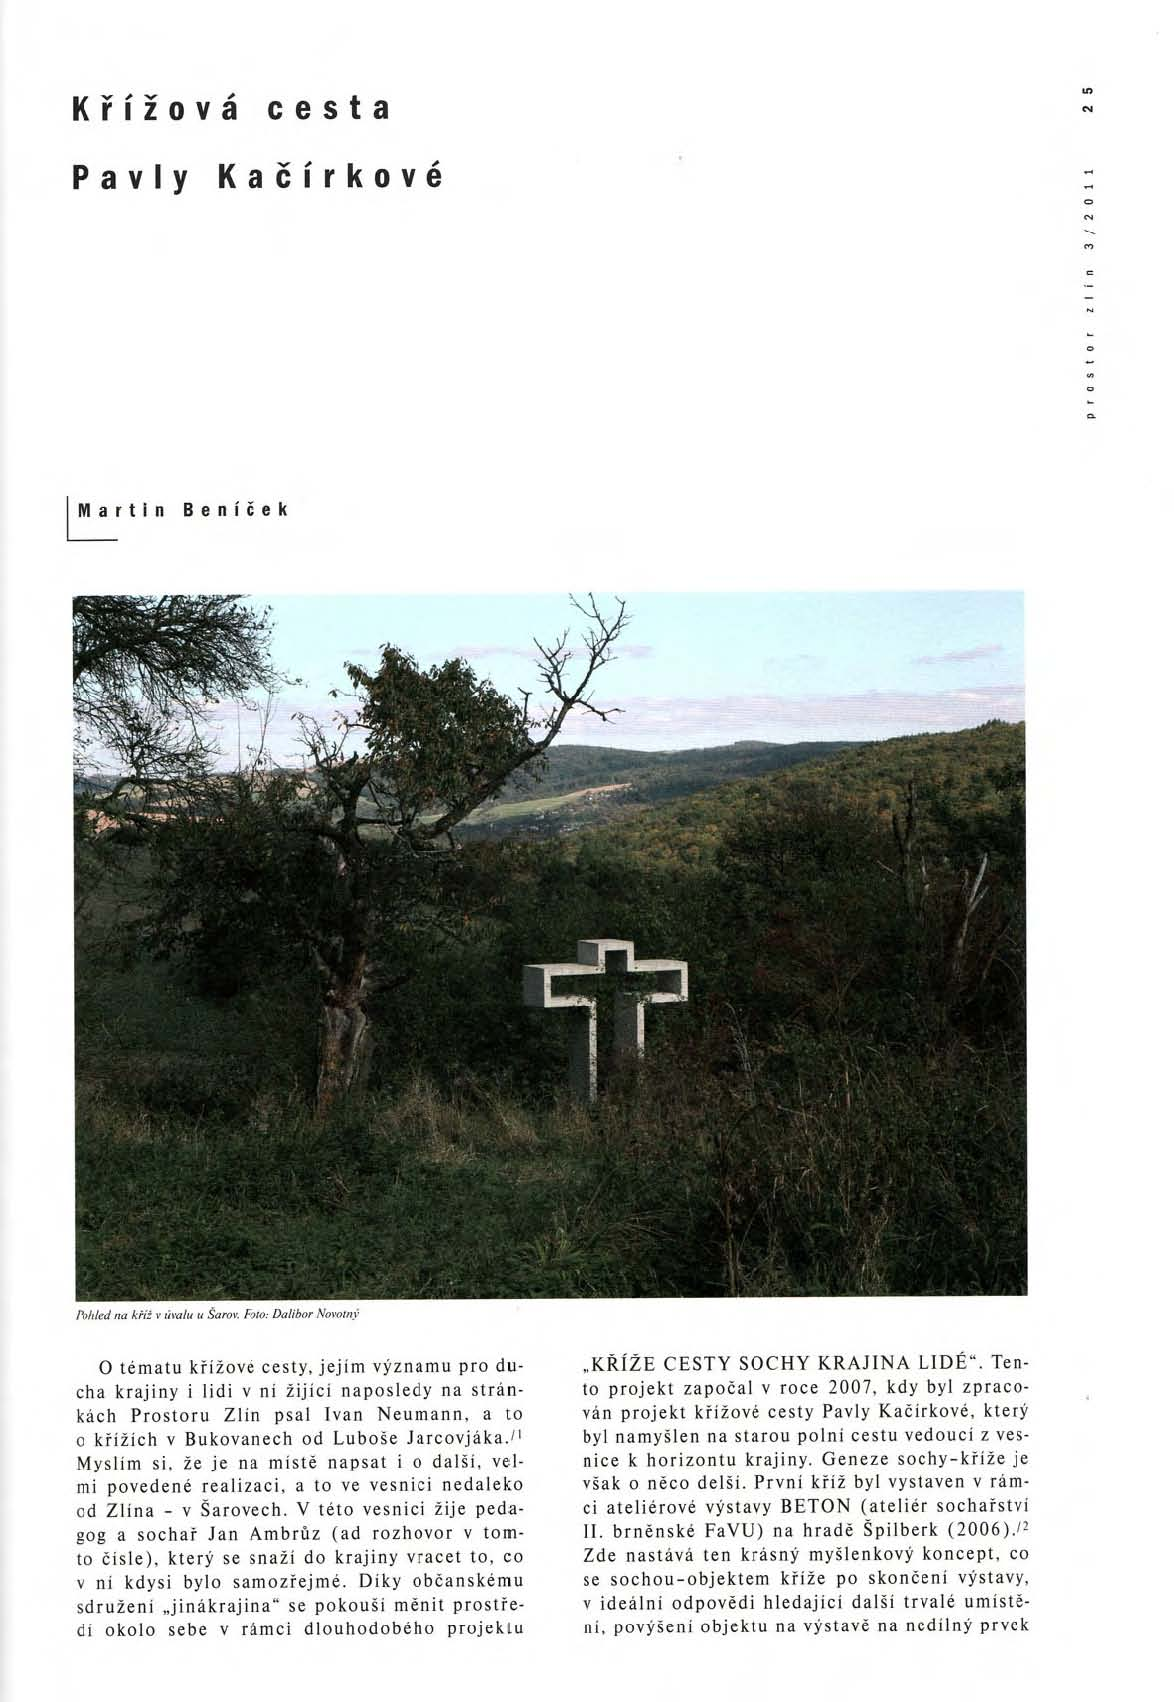 Křížová cesta
Pavly Kačírkové
prostor zlín 3/2011 25
Martin Beníček
Pohled na kříž v úvalu u Šarov. Foto: Dalibor Novotný
O tématu křížové cesty, jejím významu pro du-
cha krajiny i lidi v ní žijící naposledy na strán-
kách Prostoru Zlín psal Ivan Neumann, a to
o křížích v Bukovanech od Luboše Jarcovjáka./1
Myslím si, že je na místě napsat i o další, vel-
mi povedené realizaci, a to ve vesnici nedaleko
od Zlína – v Šarovech. V této vesnici žije peda-
gog a sochař Jan Ambrůz (ad rozhovor v tom-
to čísle), který se snaží do krajiny vracet to, co
v ní kdysi bylo samozřejmé. Díky občanskému
sdružení „jinákrajina“ se pokouší měnit prostře-
dí okolo sebe v rámci dlouhodobého projektu
„KŘÍŽE CESTY SOCHY KRAJINA LIDÉ“. Ten-
to projekt započal v roce 2007, kdy byl zpraco-
ván projekt křížové cesty Pavly Kačírkové, který
byl namyšlen na starou polní cestu vedoucí z ves-
nice k horizontu krajiny. Geneze sochy-kříže je
však o něco delší. První kříž byl vystaven v rám-
ci ateliérové výstavy BETON (ateliér sochařství
II. brněnské FaVU) na hradě Špilberk (2006)./2
Zde nastává ten krásný myšlenkový koncept, co
se sochou-objektem kříže po skončení výstavy,
v ideální odpovědi hledající další trvalé umístě-
ní, povýšení objektu na výstavě na nedílný prvek